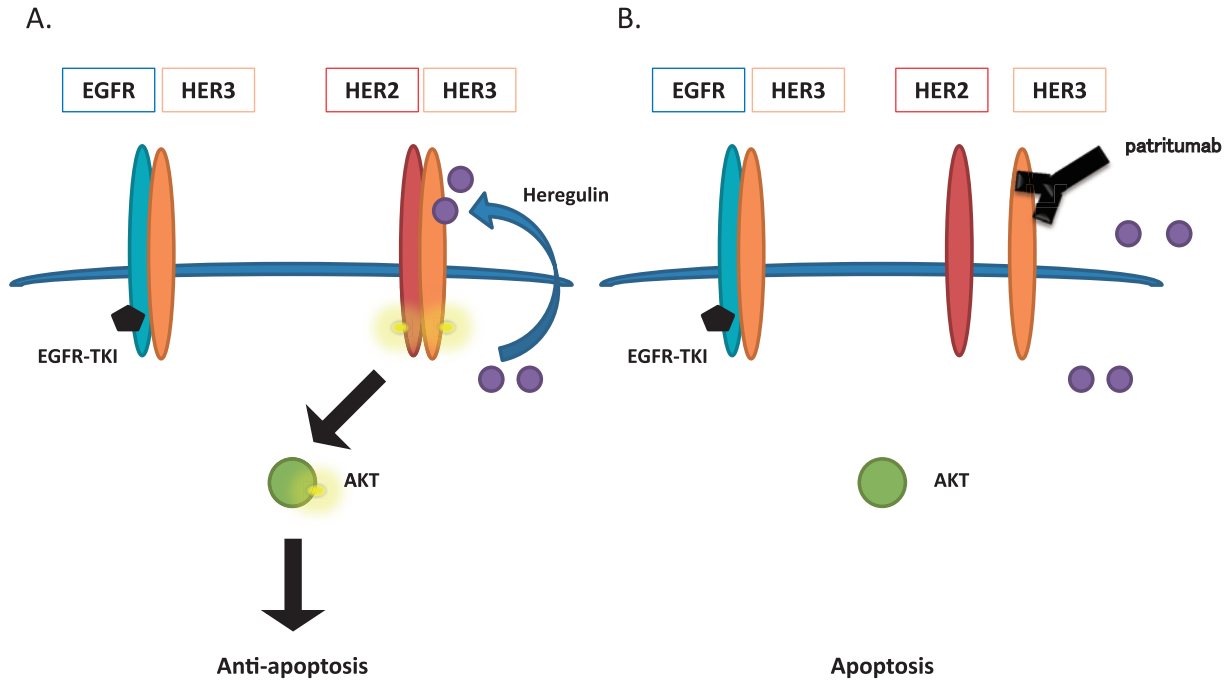 A.
EGFR
HER3
HER2
HER3
Heregulin
EGFR-TKI
AKT
Anti-apoptosis
B.
EGFR
HER3
HER2
HER3
patritumab
EGFR-TKI
AKT
Apoptosis